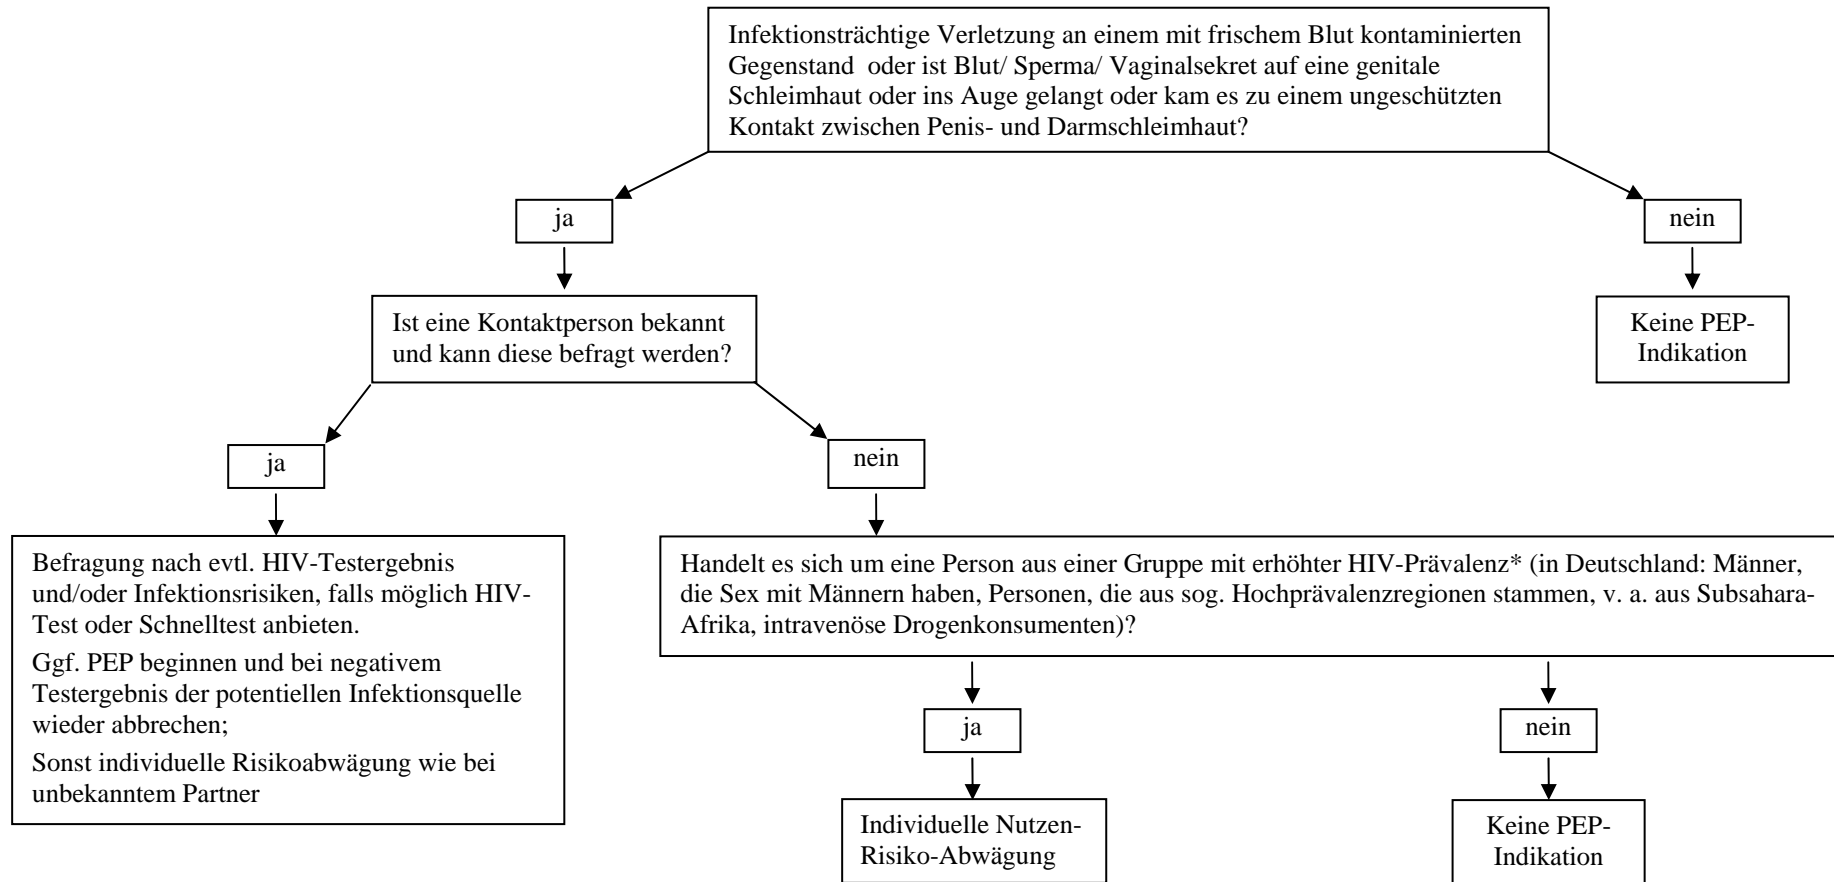 Infektionsträchtige Verletzung an einem mit frischem Blut kontaminierten
Gegenstand oder ist Blut/ Sperma/ Vaginalsekret auf eine genitale
Schleimhaut oder ins Auge gelangt oder kam es zu einem ungeschützten
Kontakt zwischen Penis- und Darmschleimhaut?
ja
nein
Ist eine Kontaktperson bekannt
und kann diese befragt werden?
Keine PEP-
Indikation
ja
nein
Befragung nach evtl. HIV-Testergebnis
und/oder Infektionsrisiken, falls möglich HIV-
Test oder Schnelltest anbieten.
Ggf. PEP beginnen und bei negativem
Testergebnis der potentiellen Infektionsquelle
wieder abbrechen;
Sonst individuelle Risikoabwägung wie bei
unbekanntem Partner
Handelt es sich um eine Person aus einer Gruppe mit erhöhter HIV-Prävalenz* (in Deutschland: Männer,
die Sex mit Männern haben, Personen, die aus sog. Hochprävalenzregionen stammen, v. a. aus Subsahara-
Afrika, intravenöse Drogenkonsumenten)?
ja
nein
Individuelle Nutzen-
Risiko-Abwägung
Keine PEP-
Indikation